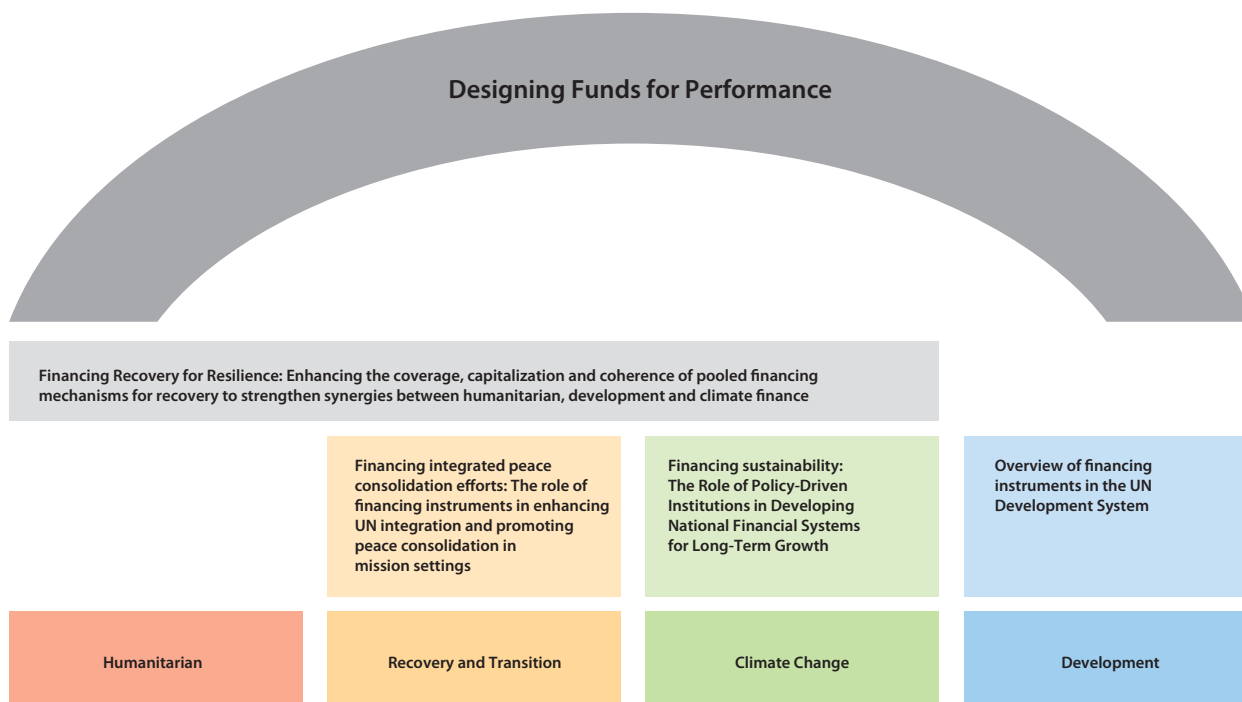 Designing Funds for Performance
Financing Recovery for Resilience: Enhancing the coverage, capitalization and coherence of pooled financing
mechanisms for recovery to strengthen synergies between humanitarian, development and climate finance
Financing integrated peace
consolidation efforts: The role of
financing instruments in enhancing
UN integration and promoting
peace consolidation in
mission settings
Financing sustainability:
The Role of Policy-Driven
Institutions in Developing
National Financial Systems
for Long-Term Growth
Overview of financing
instruments in the UN
Development System
Humanitarian
Recovery and Transition
Climate Change
Development